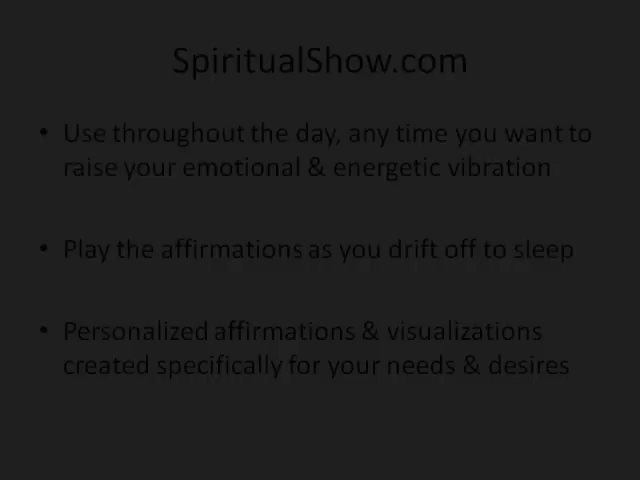 SpiritualShow.com
• Use throughout the day, any time you want to
raise your emotional & energetic vibration
• Play the affirmations as you drift off to sleep
• Personalized affirmations & visualizations
created specifically for your needs & desires